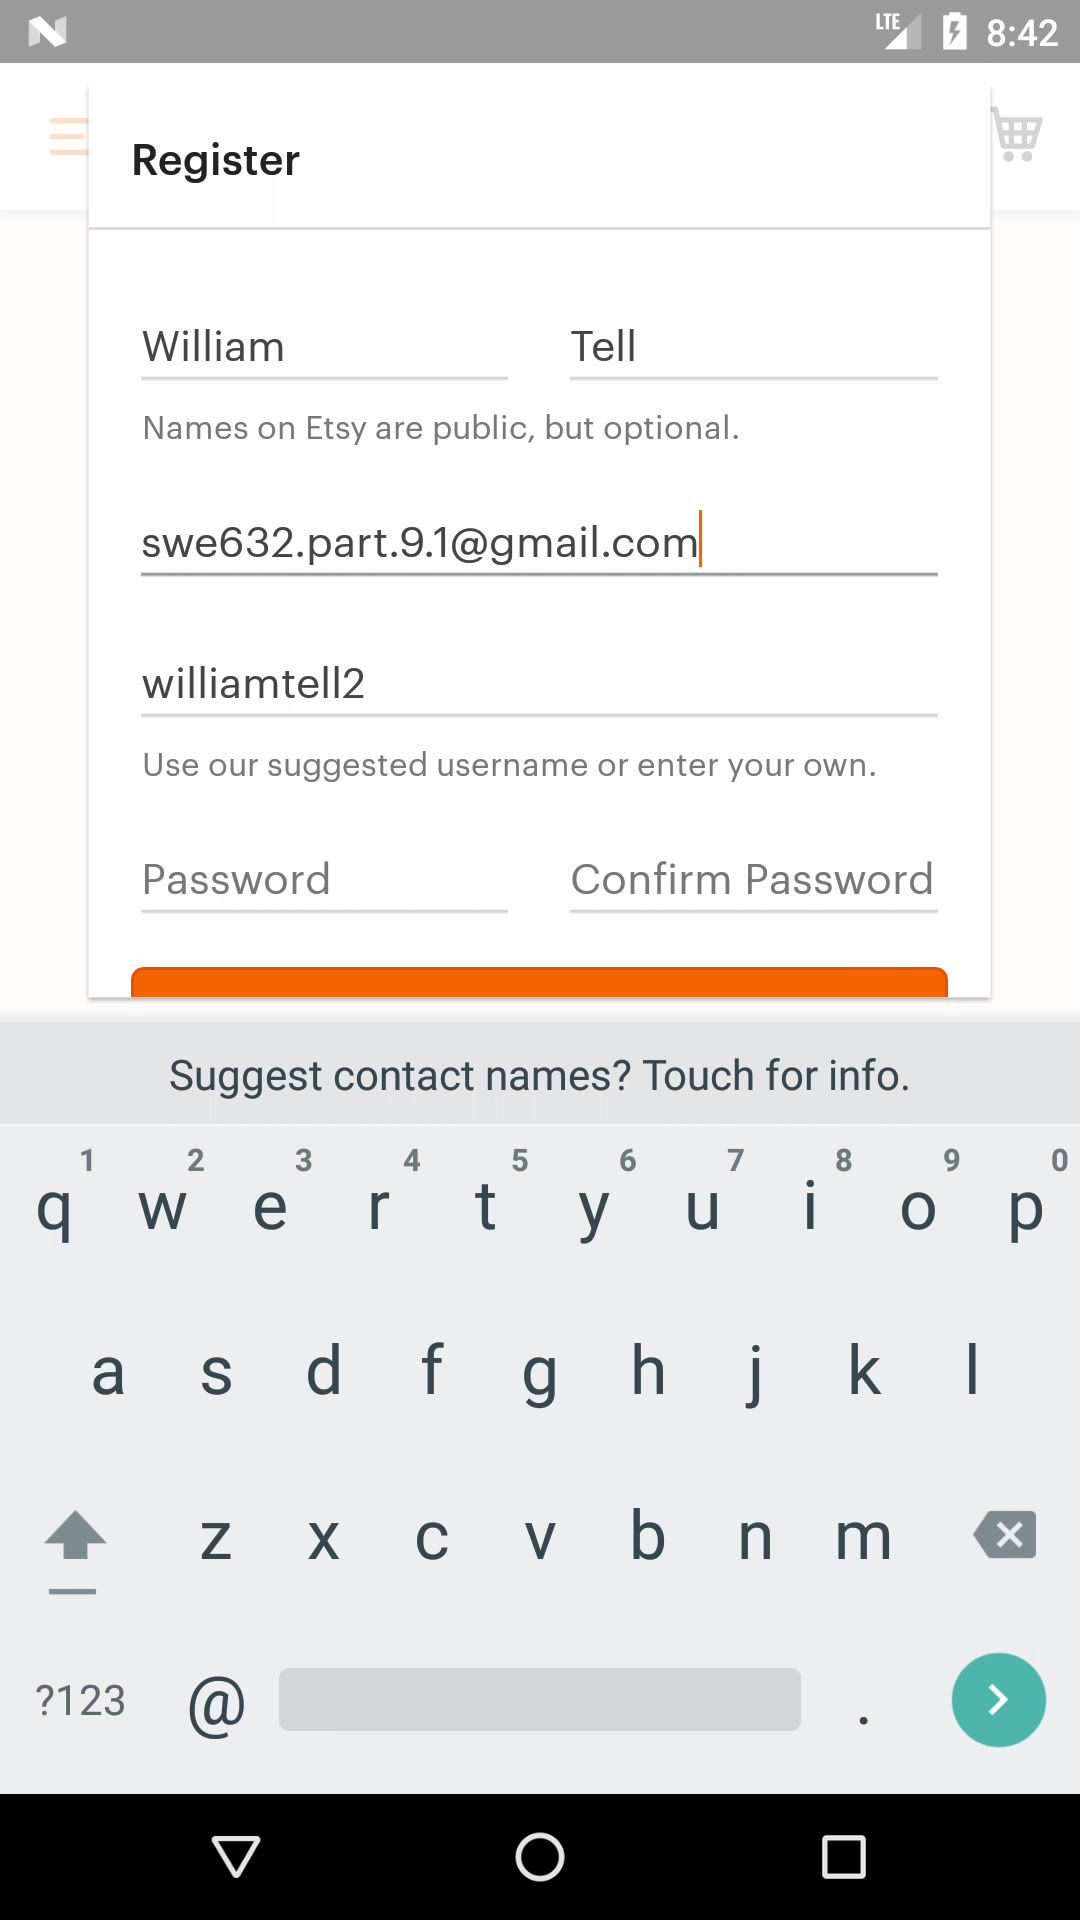 LTE 8:42
Register
William Tell
Names on Etsy are public, but optional.
swe632.part.9.1@gmail.com
williamtell2
Use our suggested username or enter your own.
Password Confirm Password
Suggest contact names? Touch for info.
1 2 3 4 5 6 7 8 9 0
q w e r t y u i o p
a s d f g h j k l
z x c v b n m
?123 @ .